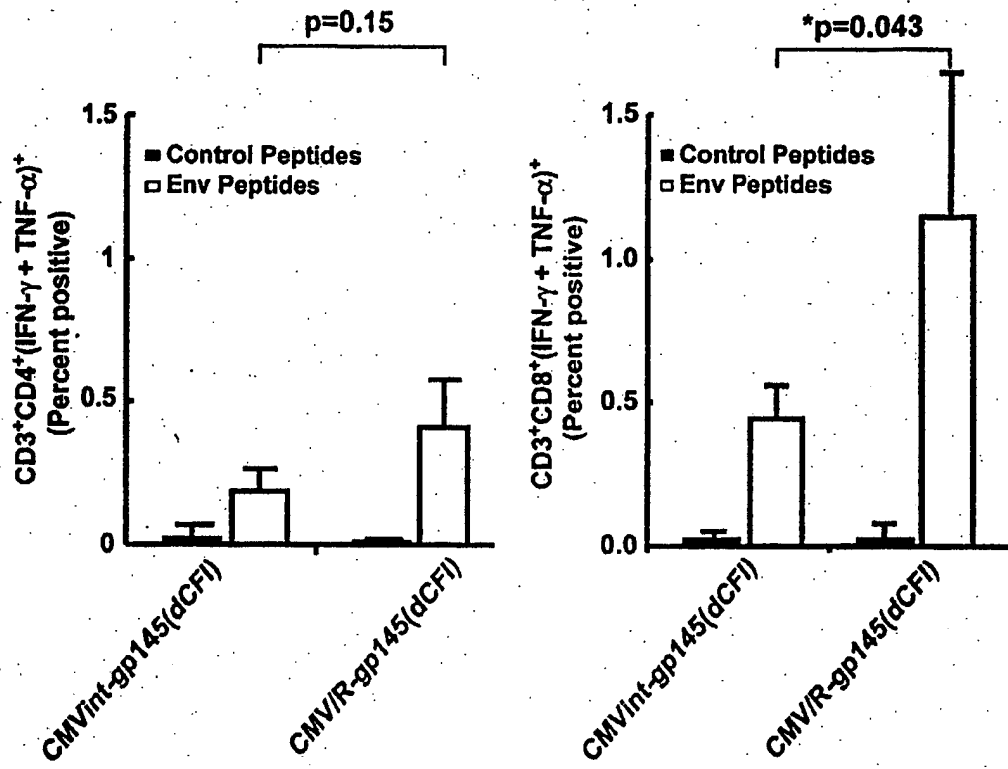 p=0.15
1.5
Control Peptides
Env Peptides
1
0.5
0
CD3⁺CD4⁺(IFN-γ + TNF-α)⁺
(Percent positive)
CMVint-gp145(dCFI)
CMV/R-gp145(dCFI)
*p=0.043
1.5
Control Peptides
Env Peptides
1.0
0.5
0.0
CD3⁺CD8⁺(IFN-γ + TNF-α)⁺
(Percent positive)
CMVint-gp145(dCFI)
CMV/R-gp145(dCFI)